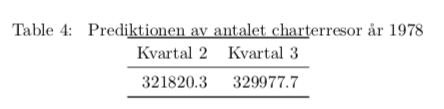 Table 4: Prediktionen av antalet charterresor år 1978
Kvartal 2 Kvartal 3
321820.3 329977.7